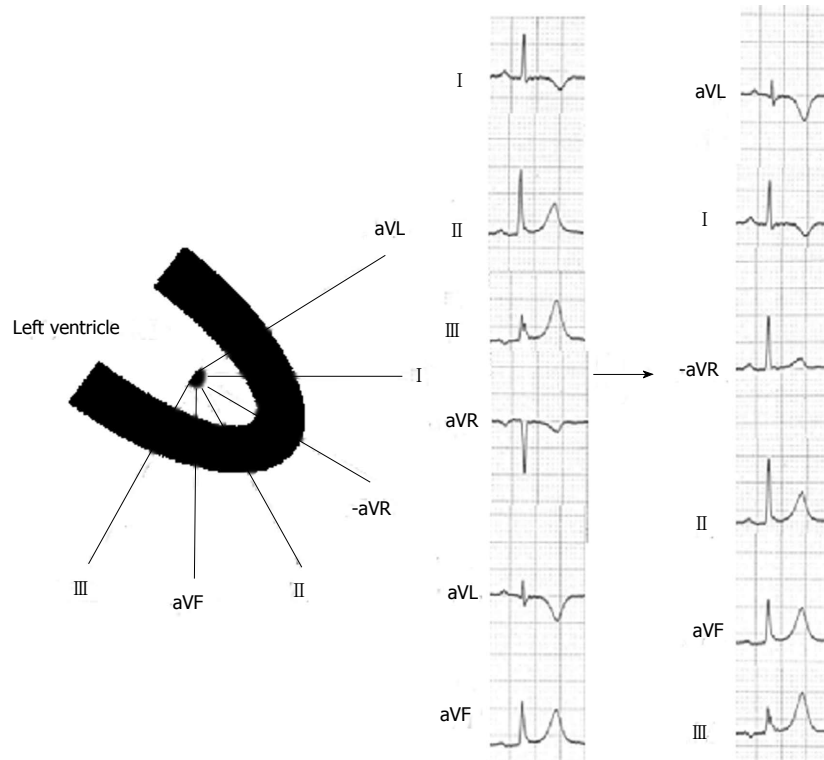 Left ventricle
aVL
Ⅰ
-aVR
Ⅱ
aVF
Ⅲ
Ⅰ
Ⅱ
Ⅲ
aVR
aVL
aVF
aVL
Ⅰ
-aVR
Ⅱ
aVF
Ⅲ